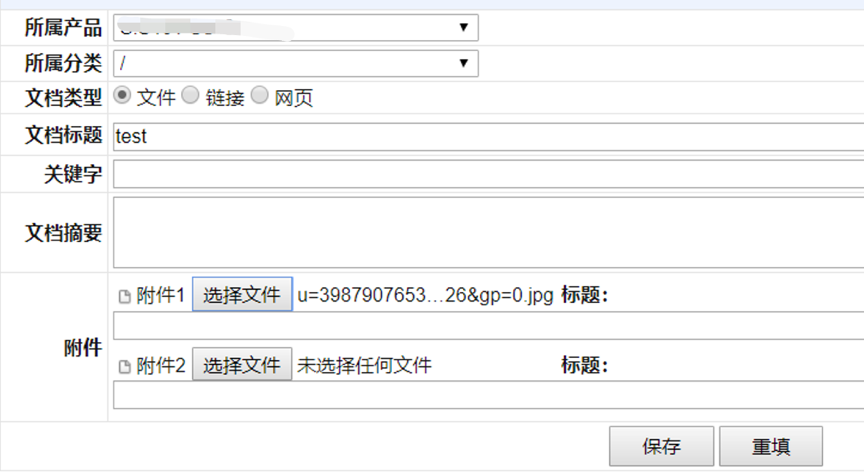 所属产品
所属分类 /
文档类型 文件 链接 网页
文档标题 test
关键字
文档摘要
附件1 选择文件 u=3987907653...26&gp=0.jpg 标题：
附件
附件2 选择文件 未选择任何文件 标题：
保存 重填